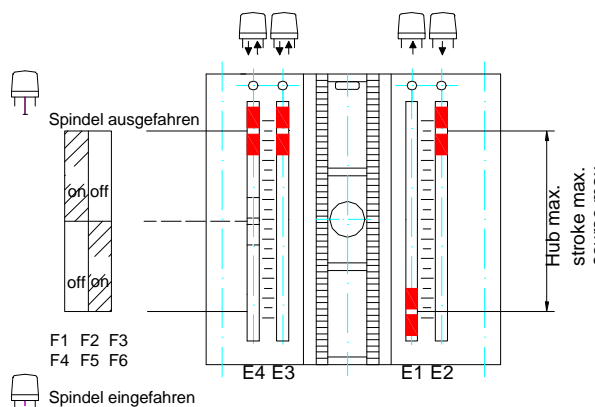 Spindel ausgefahren
on off
off on
F1 F2 F3
F4 F5 F6
Spindel eingefahren
E4 E3
E1 E2
Hub max.
stroke max.